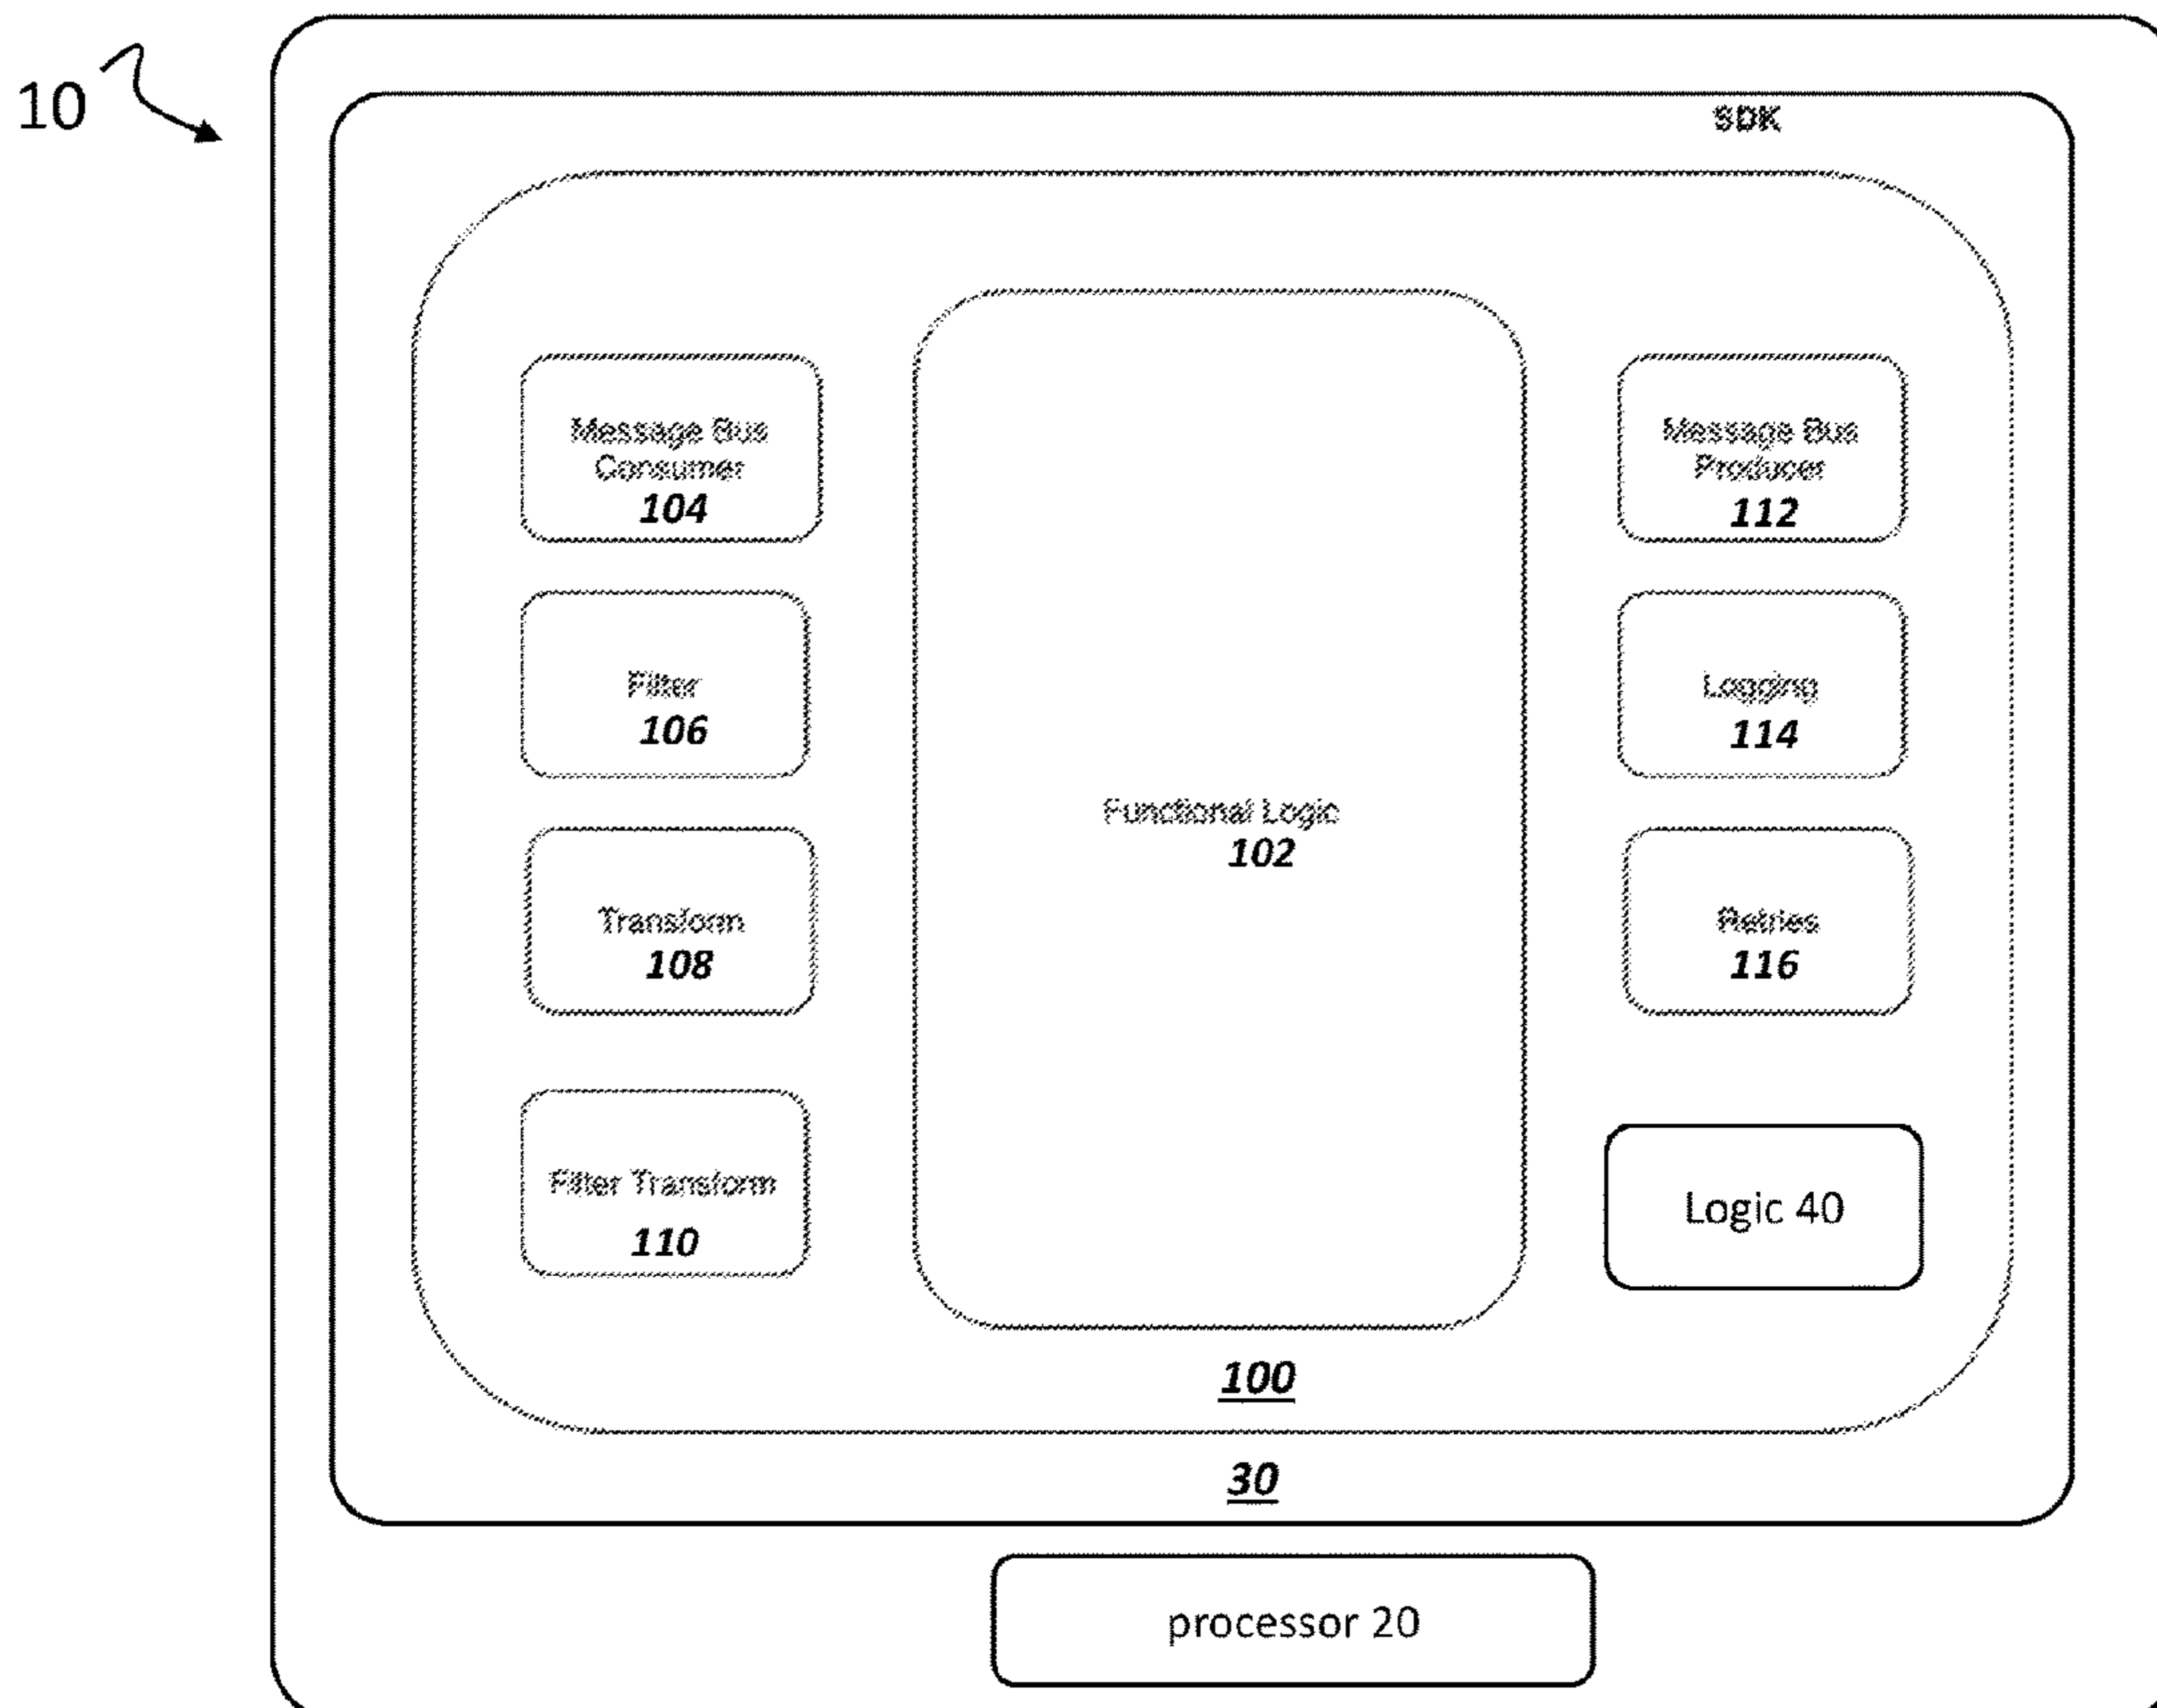 10
SDK
Message Bus
Consumer
104
Filter
106
Transform
108
Filter Transform
110
Functional Logic
102
Message Bus
Producer
112
Logging
114
Retries
116
Logic 40
100
30
processor 20